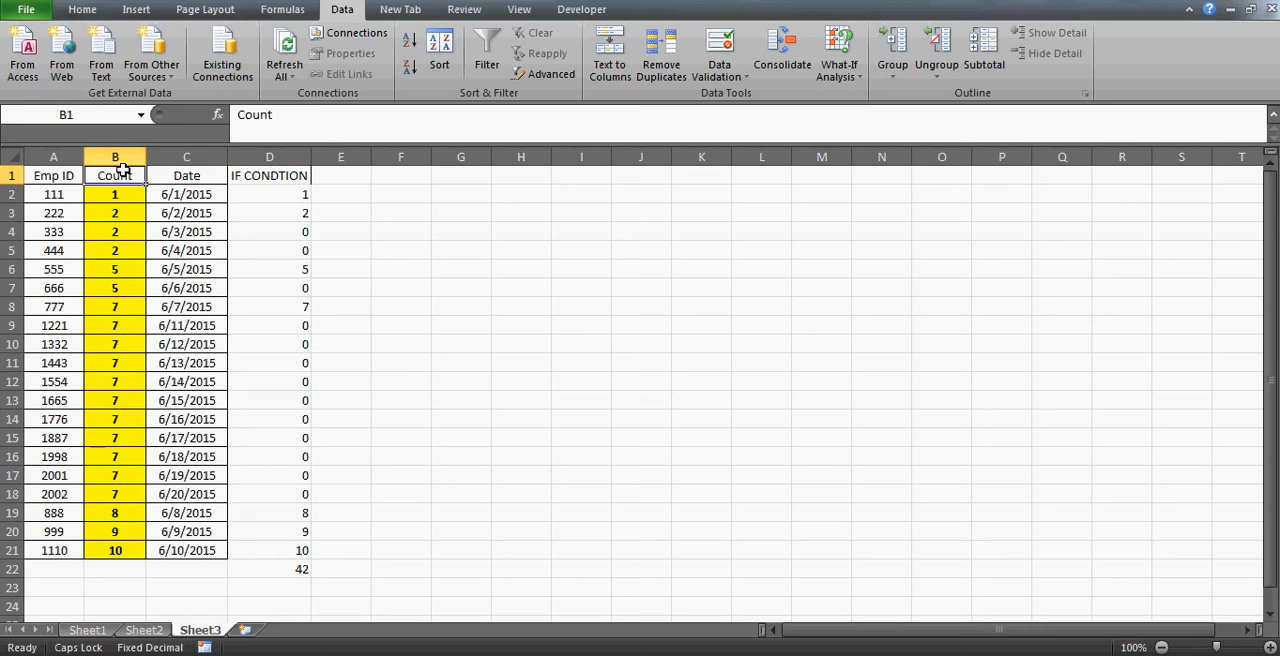 File Home Insert Page Layout Formulas Data New Tab Review View Developer
From Access From Web From Text From Other Sources Existing Connections Refresh All Connections Properties Edit Links Sort Filter Clear Reapply Advanced Text to Columns Remove Duplicates Data Validation Consolidate What-If Analysis Group Ungroup Subtotal Show Detail Hide Detail
Get External Data Connections Sort & Filter Data Tools Outline
B1 fx Count
A B C D E F G H I J K L M N O P Q R S T
1 Emp ID Count Date IF CONDTION
2 111 1 6/1/2015 1
3 222 2 6/2/2015 2
4 333 2 6/3/2015 0
5 444 2 6/4/2015 0
6 555 5 6/5/2015 5
7 666 5 6/6/2015 0
8 777 7 6/7/2015 7
9 1221 7 6/11/2015 0
10 1332 7 6/12/2015 0
11 1443 7 6/13/2015 0
12 1554 7 6/14/2015 0
13 1665 7 6/15/2015 0
14 1776 7 6/16/2015 0
15 1887 7 6/17/2015 0
16 1998 7 6/18/2015 0
17 2001 7 6/19/2015 0
18 2002 7 6/20/2015 0
19 888 8 6/8/2015 8
20 999 9 6/9/2015 9
21 1110 10 6/10/2015 10
22 42
23
24
Sheet1 Sheet2 Sheet3
Ready Caps Lock Fixed Decimal 100%